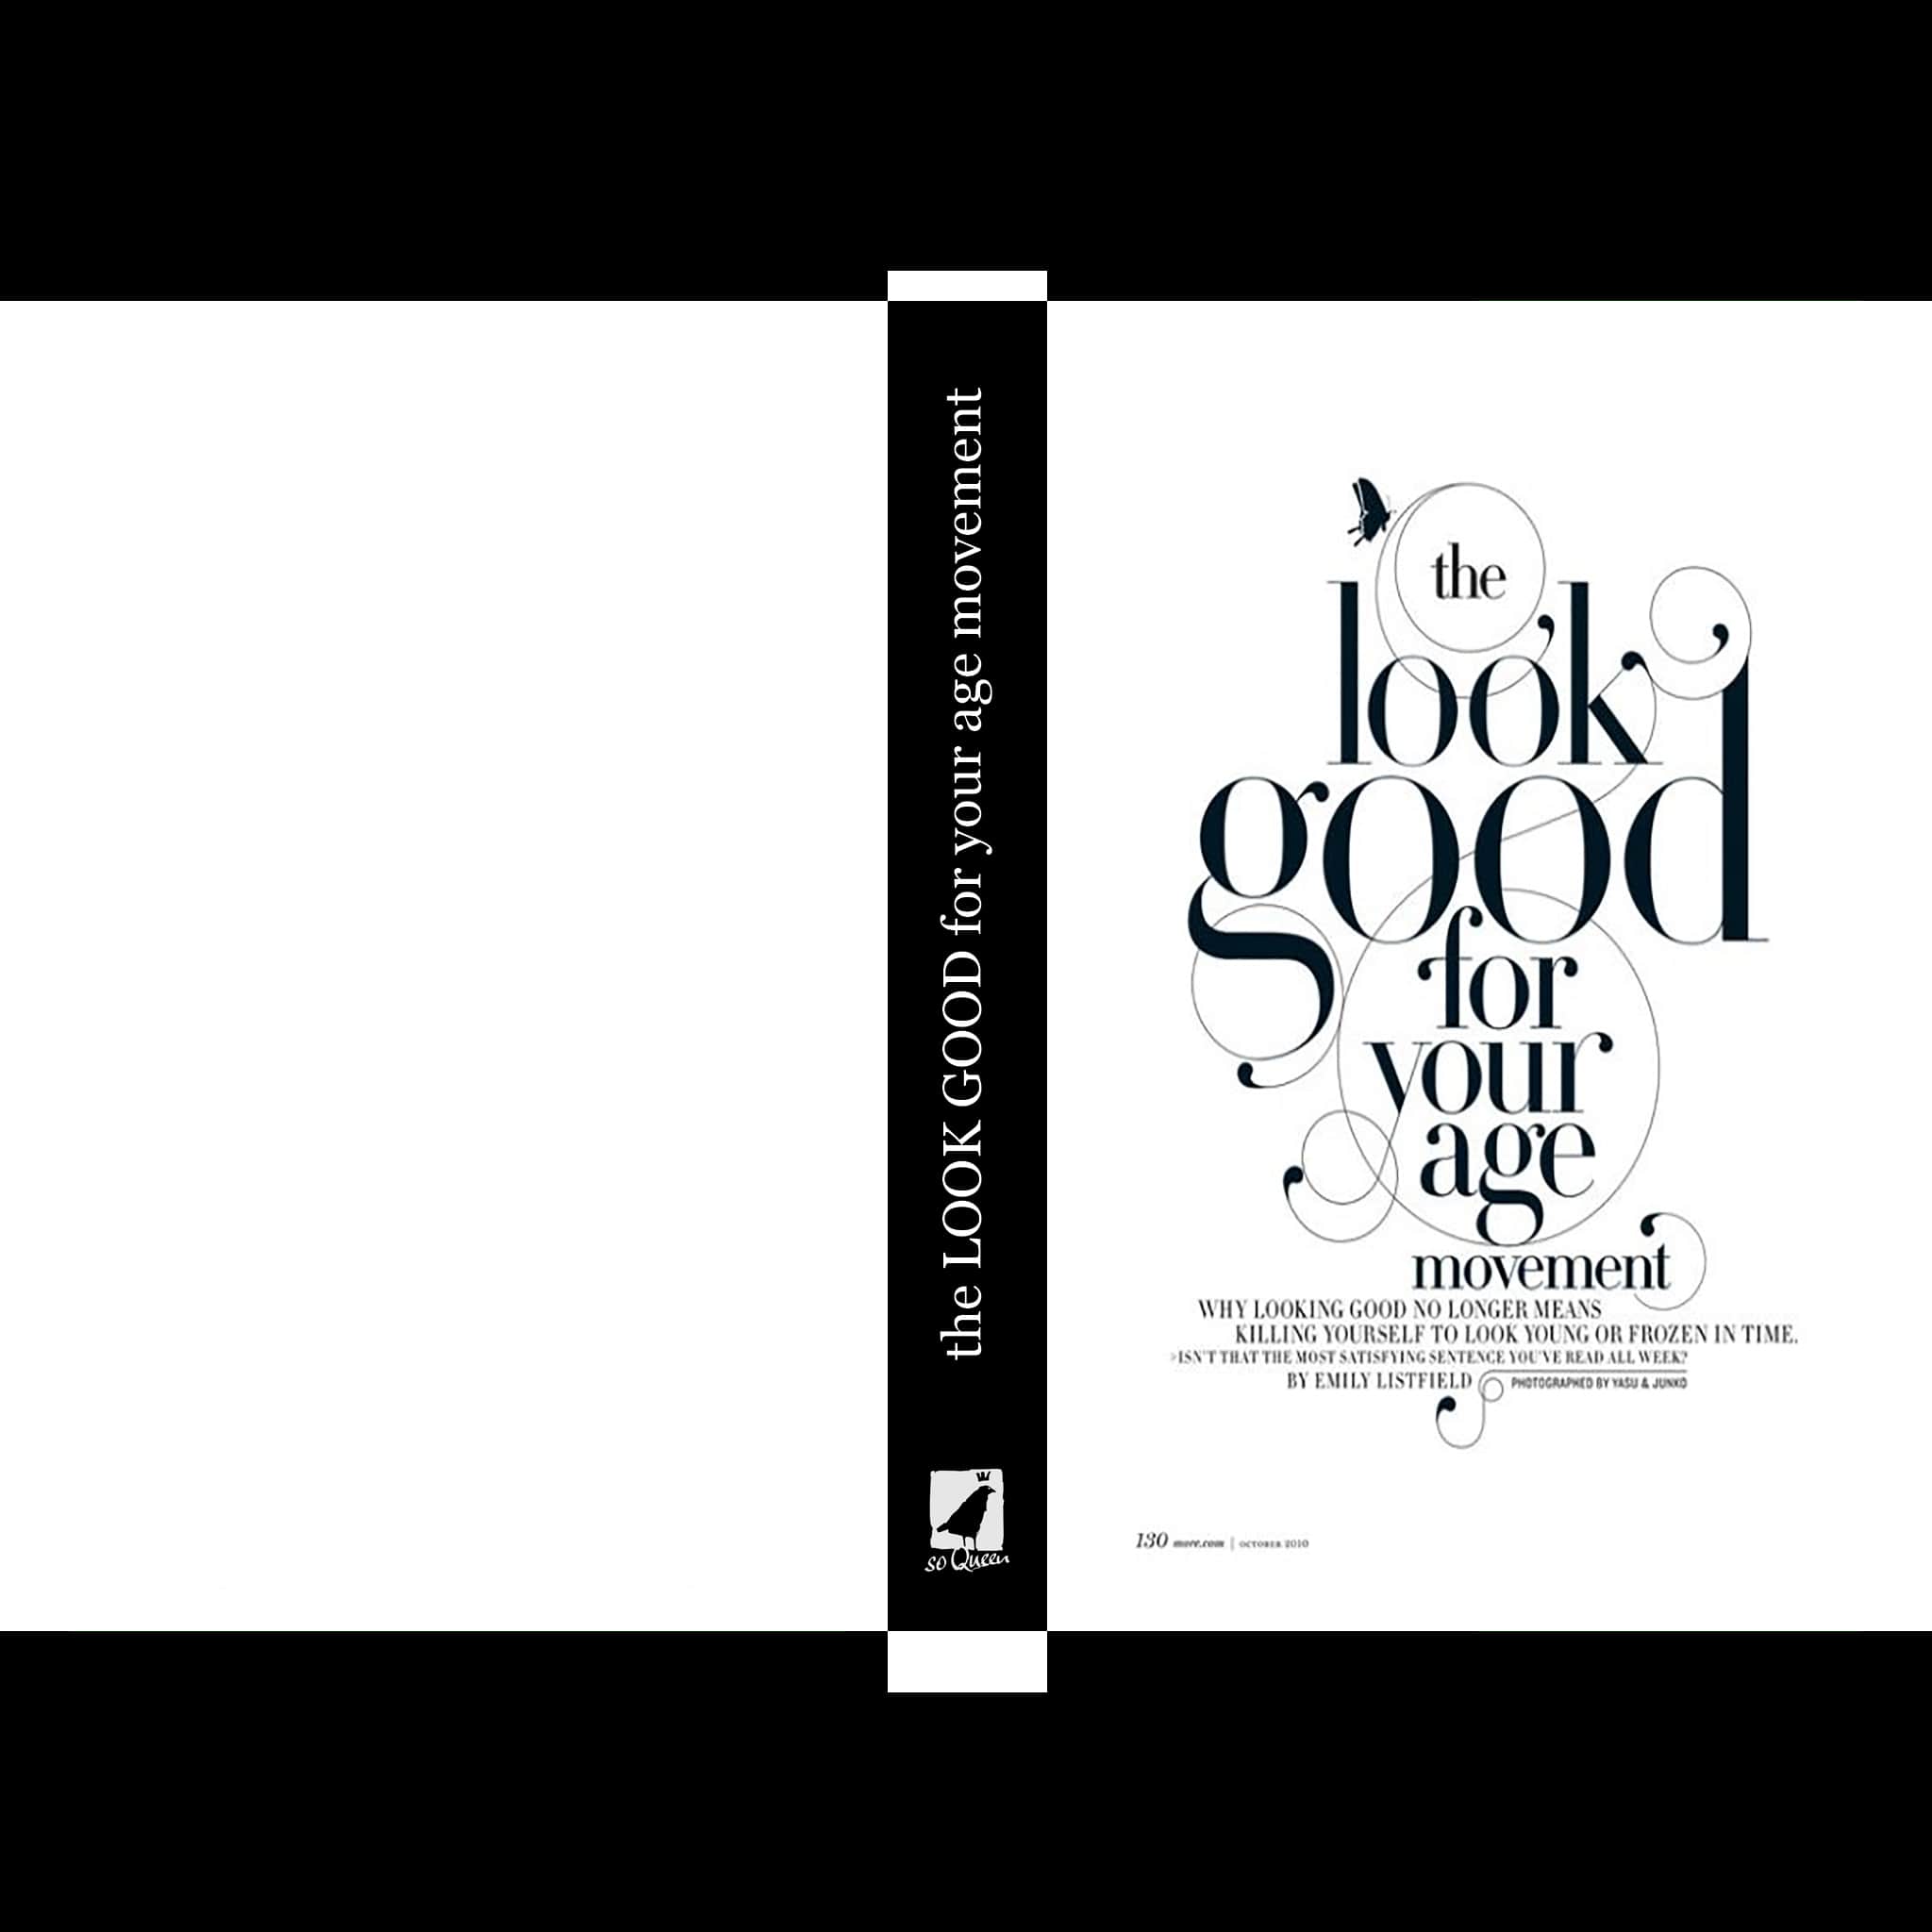 the LOOK GOOD for your age movement
so Queen
the
look
good
for
your
age
movement
WHY LOOKING GOOD NO LONGER MEANS
KILLING YOURSELF TO LOOK YOUNG OR FROZEN IN TIME.
>ISN'T THAT THE MOST SATISFYING SENTENCE YOU'VE READ ALL WEEK?
BY EMILY LISTFIELD PHOTOGRAPHED BY YASU & JUNKO
130 more.com | OCTOBER 2010